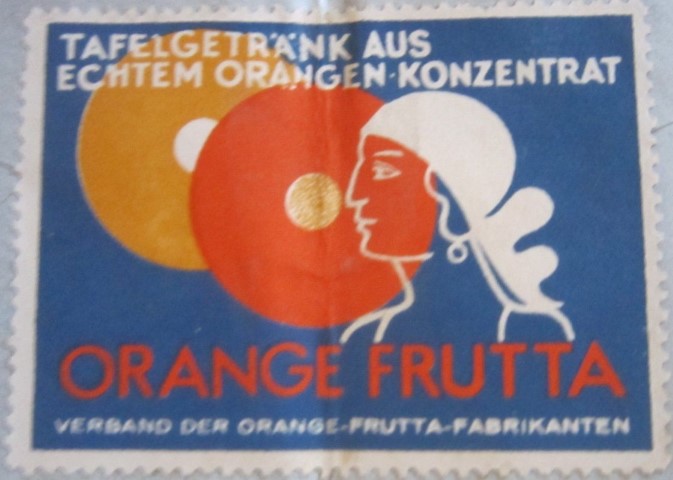 TAFELGETRÄNK AUS
ECHTEM ORANGEN-KONZENTRAT
ORANGE FRUTTA
VERBAND DER ORANGE-FRUTTA-FABRIKANTEN